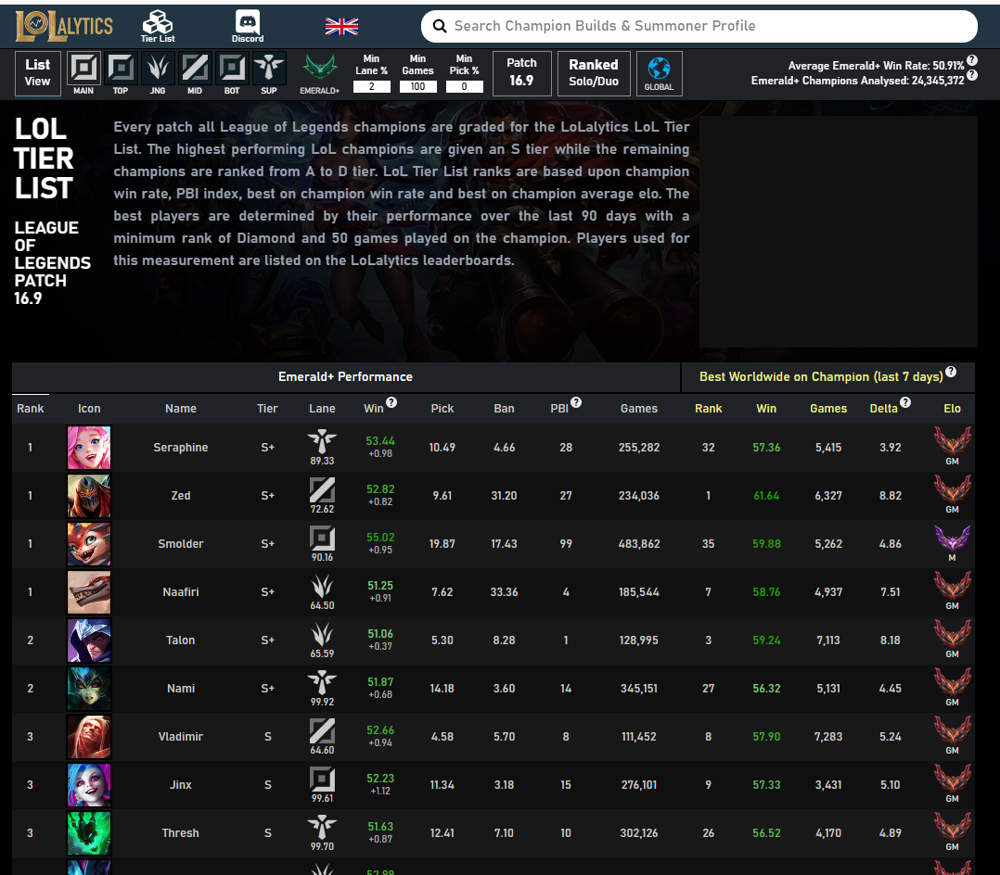 LOLALYTICS
Tier List
Discord
Search Champion Builds & Summoner Profile
List View
MAIN
TOP
JNG
MID
BOT
SUP
EMERALD+
Min Lane % 2
Min Games 100
Min Pick % 0
Patch 16.9
Ranked Solo/Duo
GLOBAL
Average Emerald+ Win Rate: 50.91% ?
Emerald+ Champions Analysed: 24,345,372 ?
LOL
TIER
LIST
LEAGUE
OF
LEGENDS
PATCH
16.9
Every patch all League of Legends champions are graded for the LoLalytics LoL Tier
List. The highest performing LoL champions are given an S tier while the remaining
champions are ranked from A to D tier. LoL Tier List ranks are based upon champion
win rate, PBI index, best on champion win rate and best on champion average elo. The
best players are determined by their performance over the last 90 days with a
minimum rank of Diamond and 50 games played on the champion. Players used for
this measurement are listed on the LoLalytics leaderboards.
Emerald+ Performance
Best Worldwide on Champion (last 7 days) ?
Rank Icon Name Tier Lane Win ? Pick Ban PBI ? Games Rank Win Games Delta ? Elo
1 Seraphine S+ 89.33 53.44 +0.98 10.49 4.66 28 255,282 32 57.36 5,415 3.92 GM
1 Zed S+ 72.62 52.82 +0.82 9.61 31.20 27 234,036 1 61.64 6,327 8.82 GM
1 Smolder S+ 90.16 55.02 +0.95 19.87 17.43 99 483,862 35 59.88 5,262 4.86 M
1 Naafiri S+ 64.50 51.25 +0.91 7.62 33.36 4 185,544 7 58.76 4,937 7.51 GM
2 Talon S+ 65.59 51.06 +0.37 5.30 8.28 1 128,995 3 59.24 7,113 8.18 GM
2 Nami S+ 99.92 51.87 +0.68 14.18 3.60 14 345,151 27 56.32 5,131 4.45 GM
3 Vladimir S 64.60 52.66 +0.94 4.58 5.70 8 111,452 8 57.90 7,283 5.24 GM
3 Jinx S 99.61 52.23 +1.12 11.34 3.18 15 276,101 9 57.33 3,431 5.10 GM
3 Thresh S 99.70 51.63 +0.87 12.41 7.10 10 302,126 26 56.52 4,170 4.89 GM